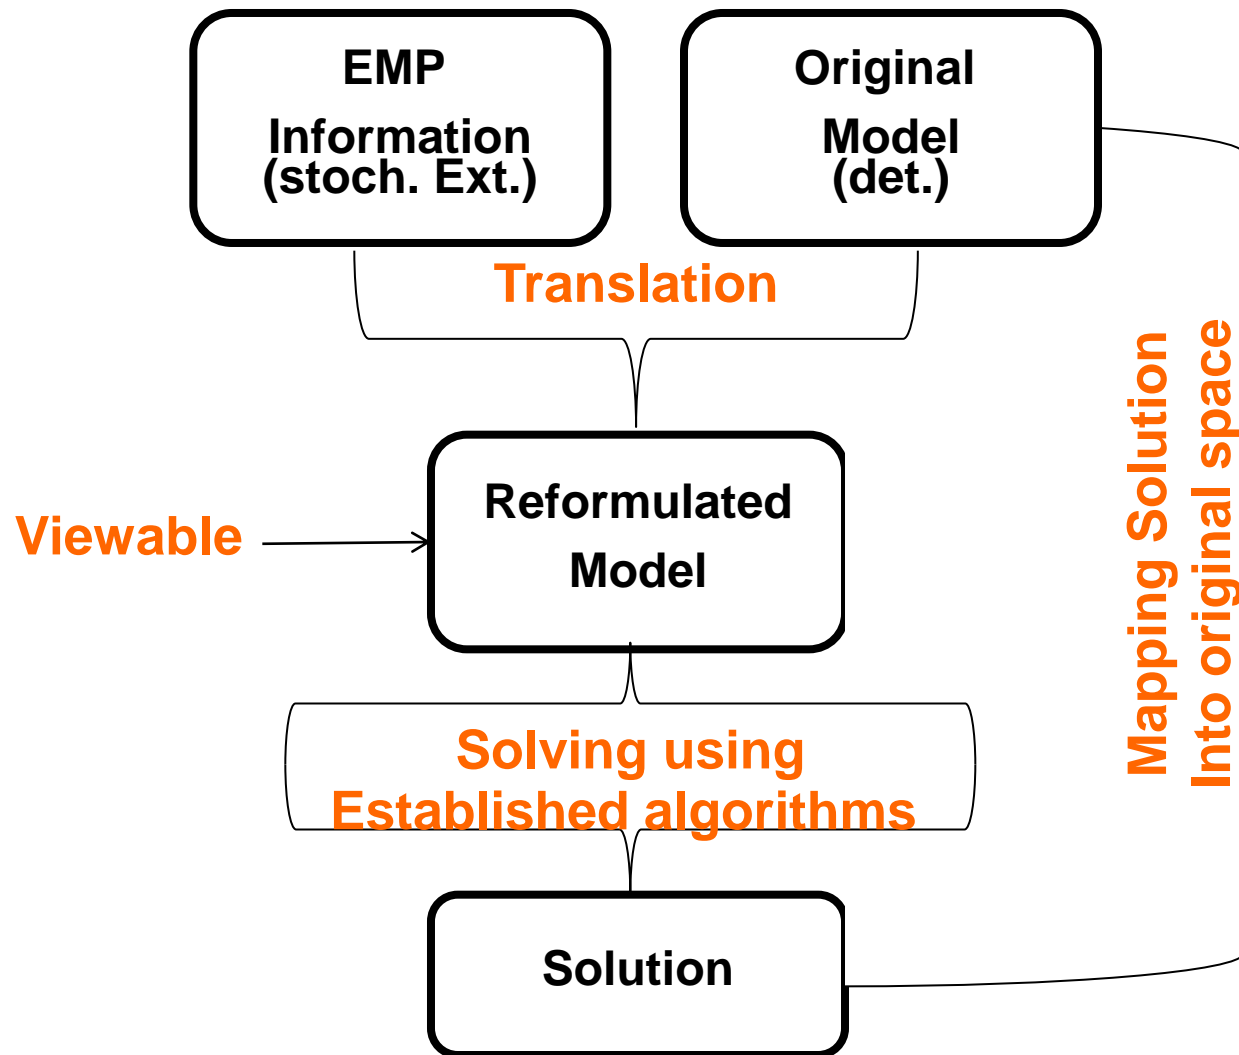 EMP
Information
(stoch. Ext.)
Original
Model
(det.)
Translation
Reformulated
Model
Viewable
Solving using
Established algorithms
Solution
Mapping Solution
Into original space